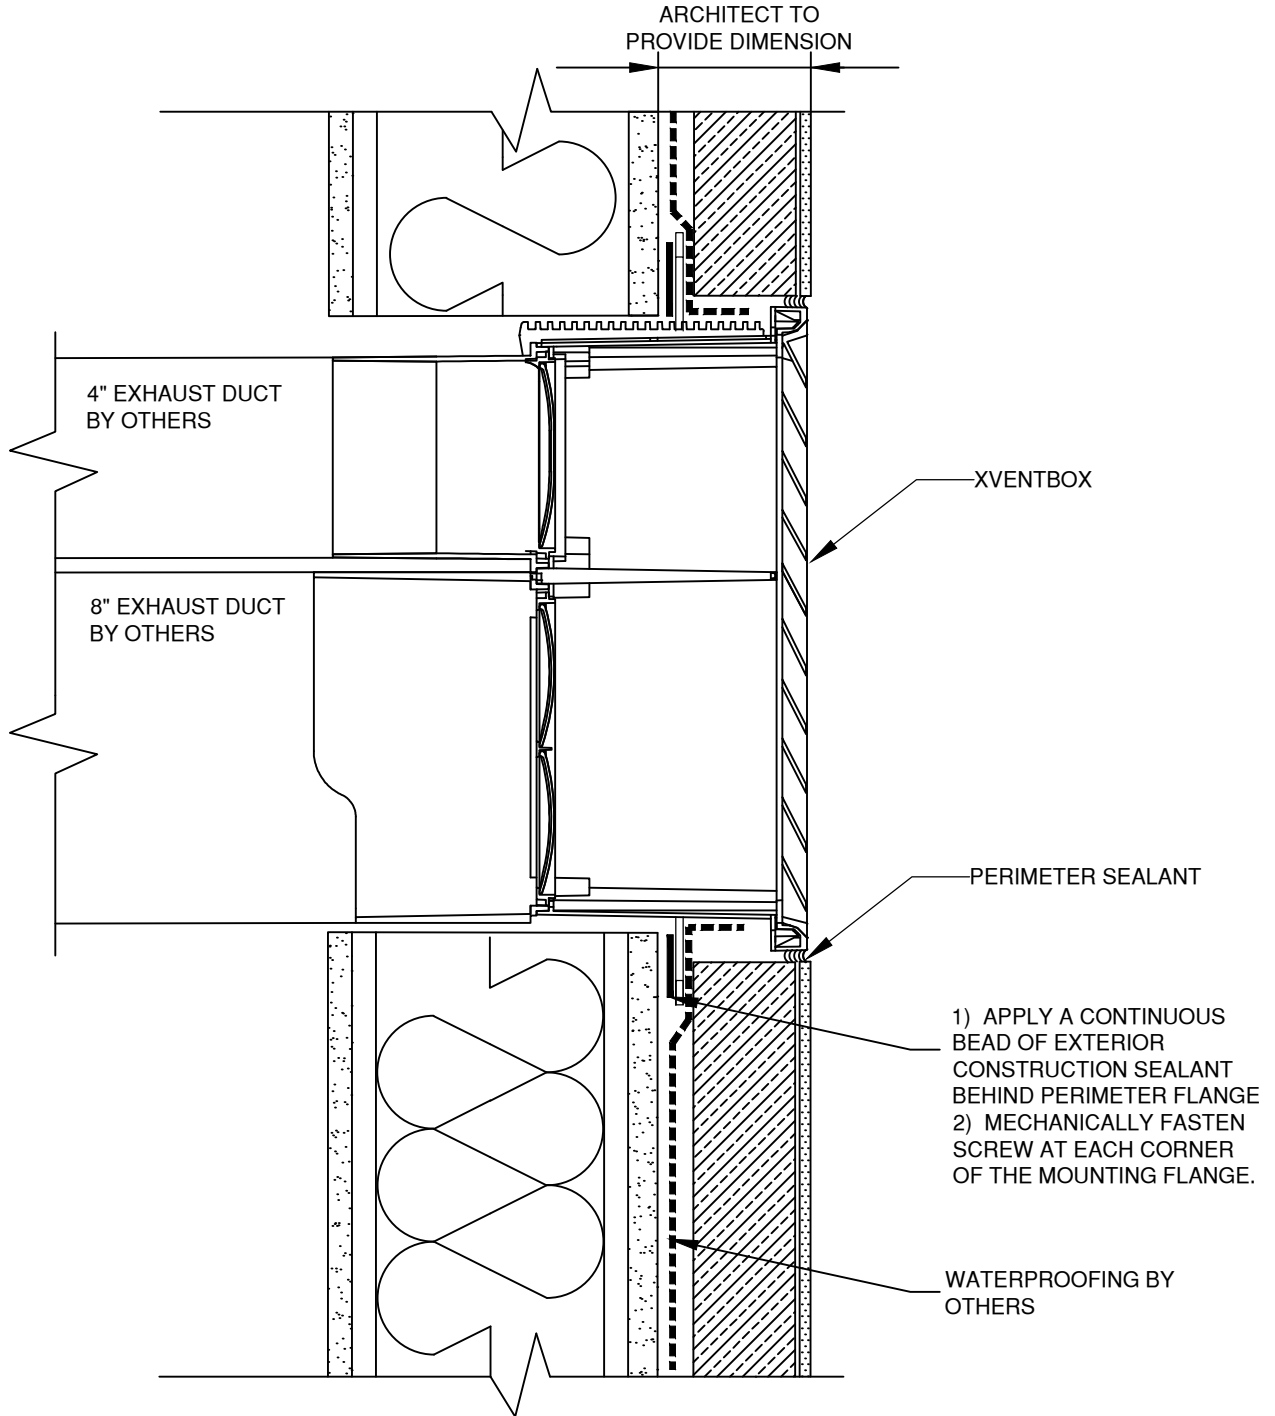 ARCHITECT TO
PROVIDE DIMENSION
4" EXHAUST DUCT
BY OTHERS
XVENTBOX
8" EXHAUST DUCT
BY OTHERS
PERIMETER SEALANT
1) APPLY A CONTINUOUS
BEAD OF EXTERIOR
CONSTRUCTION SEALANT
BEHIND PERIMETER FLANGE
2) MECHANICALLY FASTEN
SCREW AT EACH CORNER
OF THE MOUNTING FLANGE.
WATERPROOFING BY
OTHERS